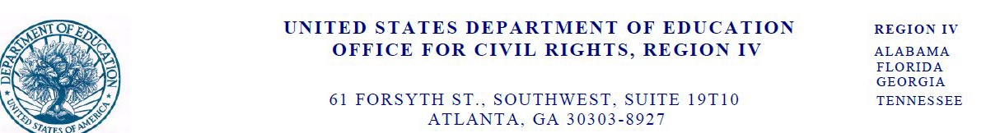 DEPARTMENT OF EDUCATION
UNITED STATES OF AMERICA
UNITED STATES DEPARTMENT OF EDUCATION
OFFICE FOR CIVIL RIGHTS, REGION IV
61 FORSYTH ST., SOUTHWEST, SUITE 19T10
ATLANTA, GA 30303-8927
REGION IV
ALABAMA
FLORIDA
GEORGIA
TENNESSEE